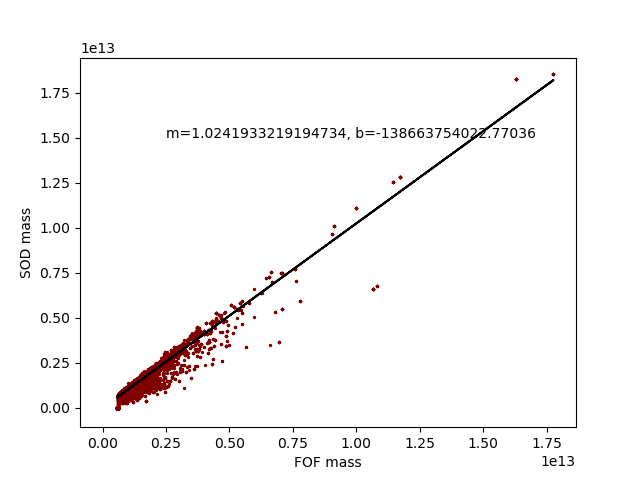 1e13
1.75
1.50
1.25
1.00
0.75
0.50
0.25
0.00
SOD mass
m=1.0241933219194734, b=-138663754022.77036
0.00 0.25 0.50 0.75 1.00 1.25 1.50 1.75
FOF mass
1e13